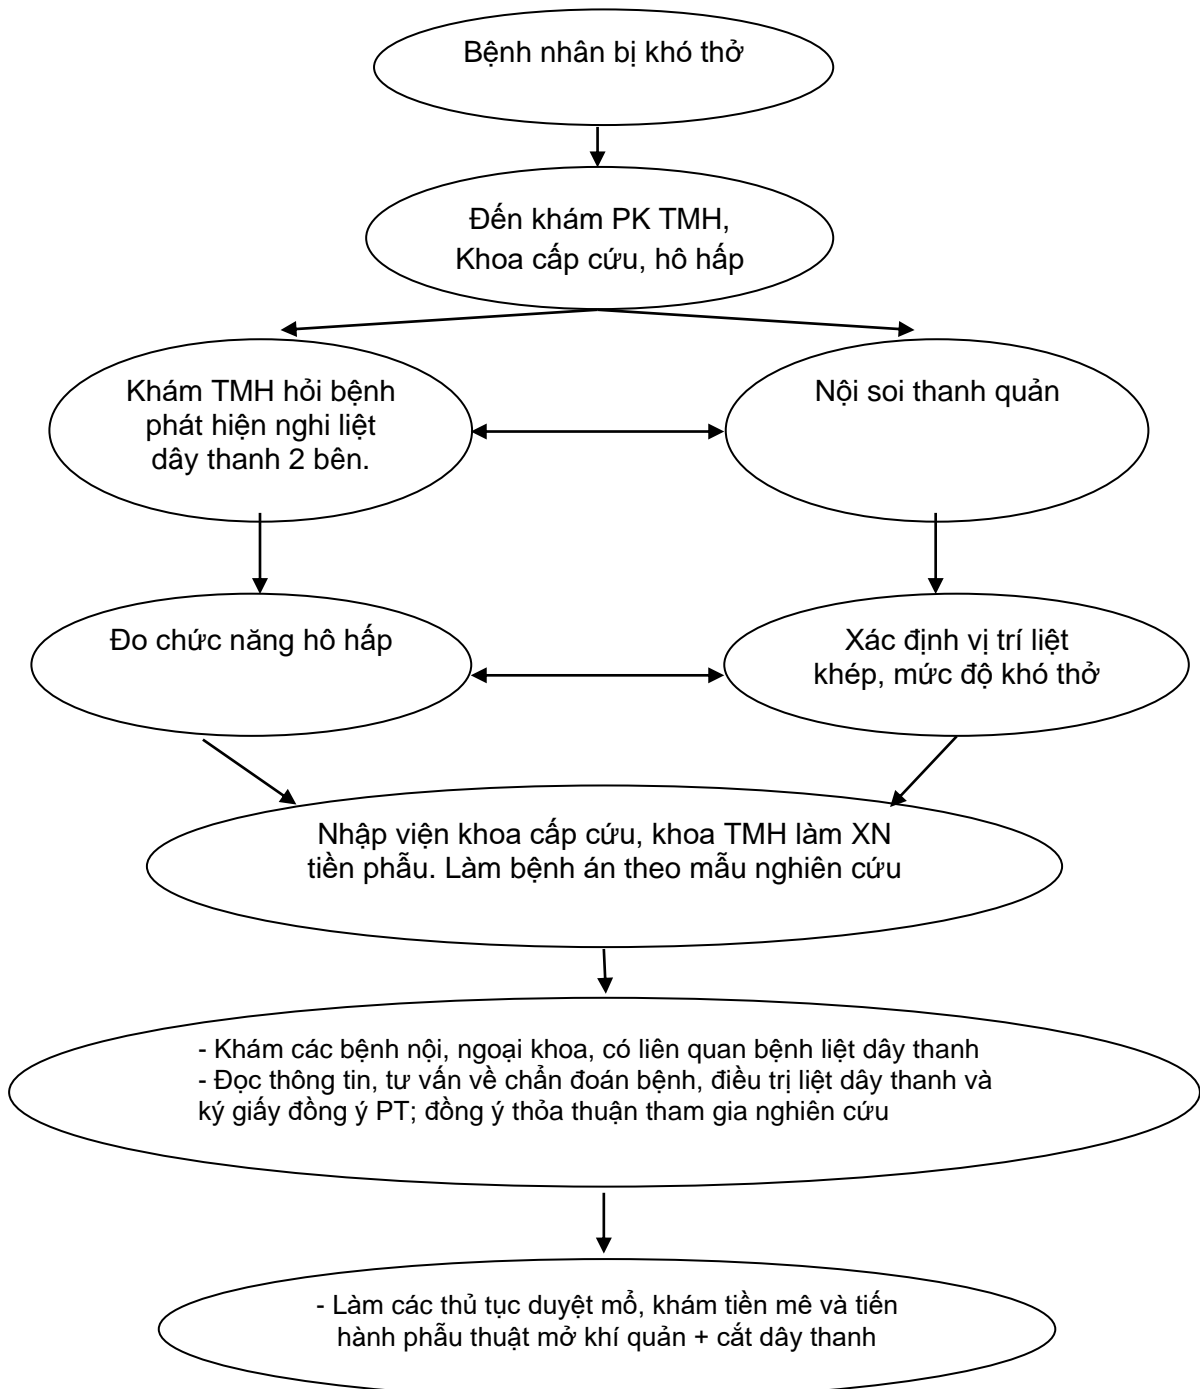 Bệnh nhân bị khó thở
Đến khám PK TMH,
Khoa cấp cứu, hô hấp
Khám TMH hỏi bệnh
phát hiện nghi liệt
dây thanh 2 bên.
Nội soi thanh quản
Đo chức năng hô hấp
Xác định vị trí liệt
khép, mức độ khó thở
Nhập viện khoa cấp cứu, khoa TMH làm XN
tiền phẫu. Làm bệnh án theo mẫu nghiên cứu
- Khám các bệnh nội, ngoại khoa, có liên quan bệnh liệt dây thanh
- Đọc thông tin, tư vấn về chẩn đoán bệnh, điều trị liệt dây thanh và
ký giấy đồng ý PT; đồng ý thỏa thuận tham gia nghiên cứu
- Làm các thủ tục duyệt mổ, khám tiền mê và tiến
hành phẫu thuật mở khí quản + cắt dây thanh